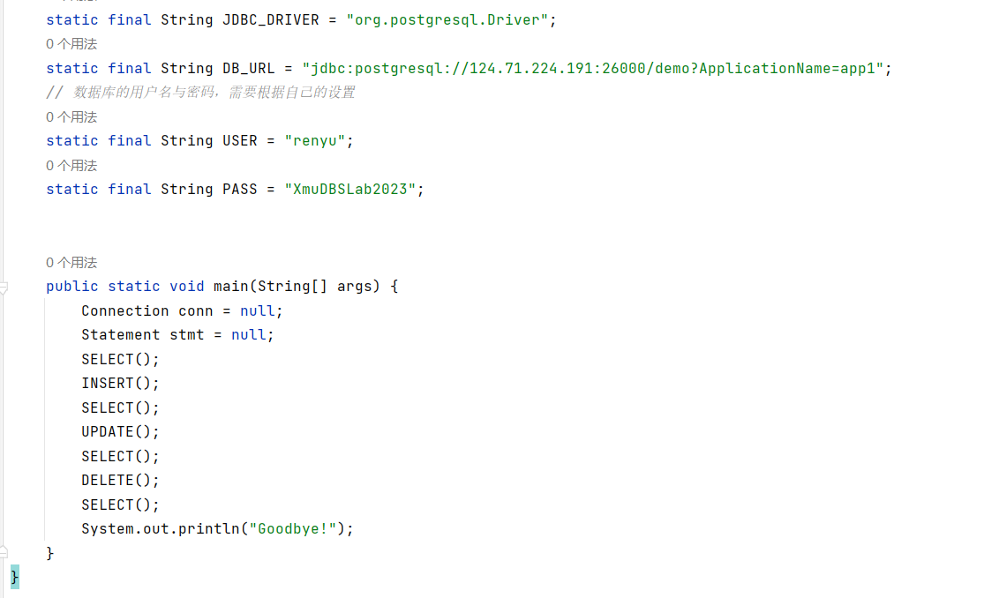 static final String JDBC_DRIVER = "org.postgresql.Driver";
0 个用法
static final String DB_URL = "jdbc:postgresql://124.71.224.191:26000/demo?ApplicationName=app1";
// 数据库的用户名与密码，需要根据自己的设置
0 个用法
static final String USER = "renyu";
0 个用法
static final String PASS = "XmuDBSLab2023";
0 个用法
public static void main(String[] args) {
Connection conn = null;
Statement stmt = null;
SELECT();
INSERT();
SELECT();
UPDATE();
SELECT();
DELETE();
SELECT();
System.out.println("Goodbye!");
}
}